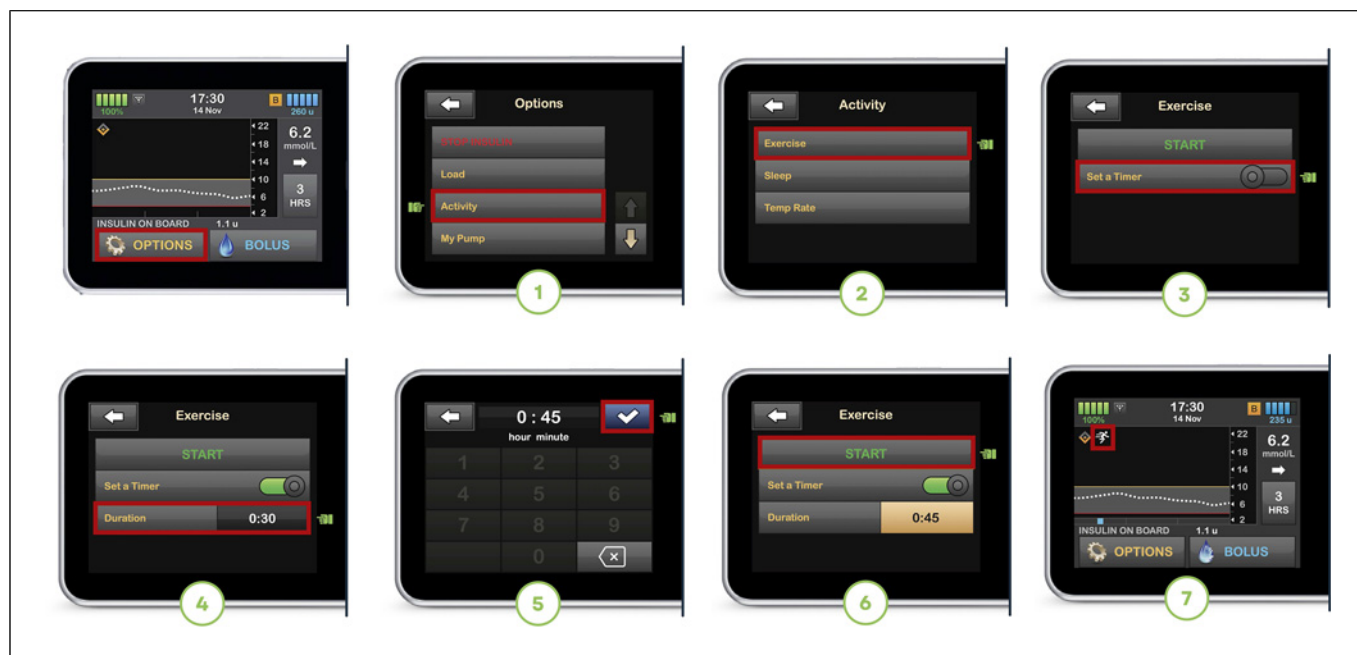 17:30
14 Nov
100%
B
260 u
22
18
14
10
6
2
6.2
mmol/L
3
HRS
INSULIN ON BOARD 1.1 u
OPTIONS
BOLUS
Options
STOP INSULIN
Load
Activity
My Pump
1
Activity
Exercise
Sleep
Temp Rate
2
Exercise
START
Set a Timer
3
Exercise
START
Set a Timer
Duration 0:30
4
0 : 45
hour minute
1 2 3
4 5 6
7 8 9
0
5
Exercise
START
Set a Timer
Duration 0:45
6
17:30
14 Nov
100%
B
235 u
22
18
14
10
6
2
6.2
mmol/L
3
HRS
INSULIN ON BOARD 1.1 u
OPTIONS
BOLUS
7